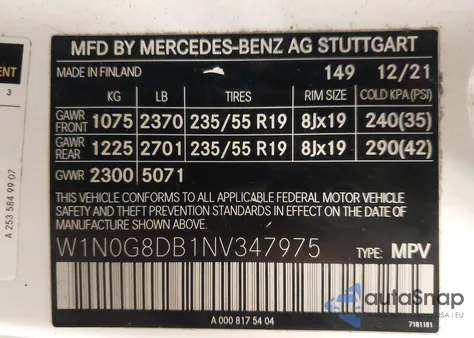 MFD BY MERCEDES-BENZ AG STUTTGART
MADE IN FINLAND 149 12/21
KG LB TIRES RIM SIZE COLD KPA(PSI)
GAWR FRONT 1075 2370 235/55 R19 8Jx19 240(35)
GAWR REAR 1225 2701 235/55 R19 8Jx19 290(42)
GVWR 2300 5071
THIS VEHICLE CONFORMS TO ALL APPLICABLE FEDERAL MOTOR VEHICLE
SAFETY AND THEFT PREVENTION STANDARDS IN EFFECT ON THE DATE OF
MANUFACTURE SHOWN ABOVE.
W1N0G8DB1NV347975 TYPE: MPV
A 000 817 54 04
7181181
3
A 253 584 99 07
autoSnap